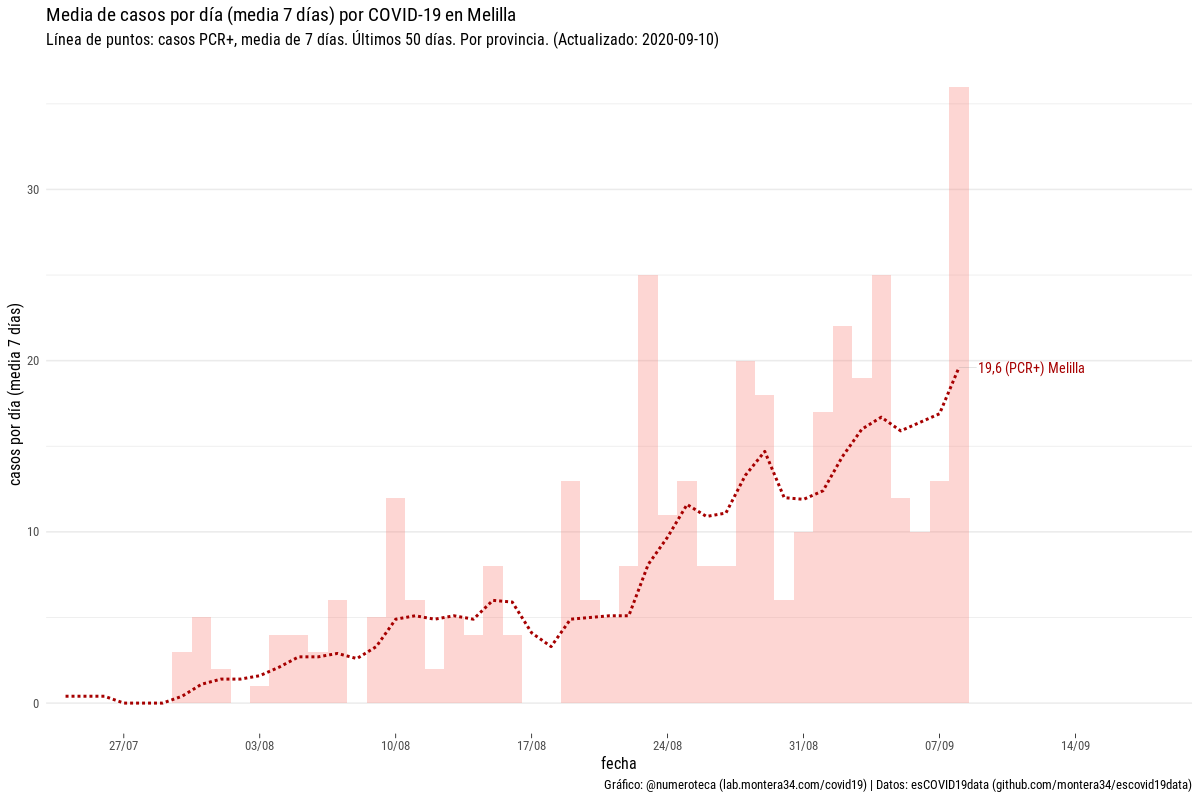 Media de casos por día (media 7 días) por COVID-19 en Melilla
Línea de puntos: casos PCR+, media de 7 días. Últimos 50 días. Por provincia. (Actualizado: 2020-09-10)
casos por día (media 7 días)
30
20
10
0
19,6 (PCR+) Melilla
27/07
03/08
10/08
17/08
24/08
31/08
07/09
14/09
fecha
Gráfico: @numeroteca (lab.montera34.com/covid19) | Datos: esCOVID19data (github.com/montera34/escovid19data)